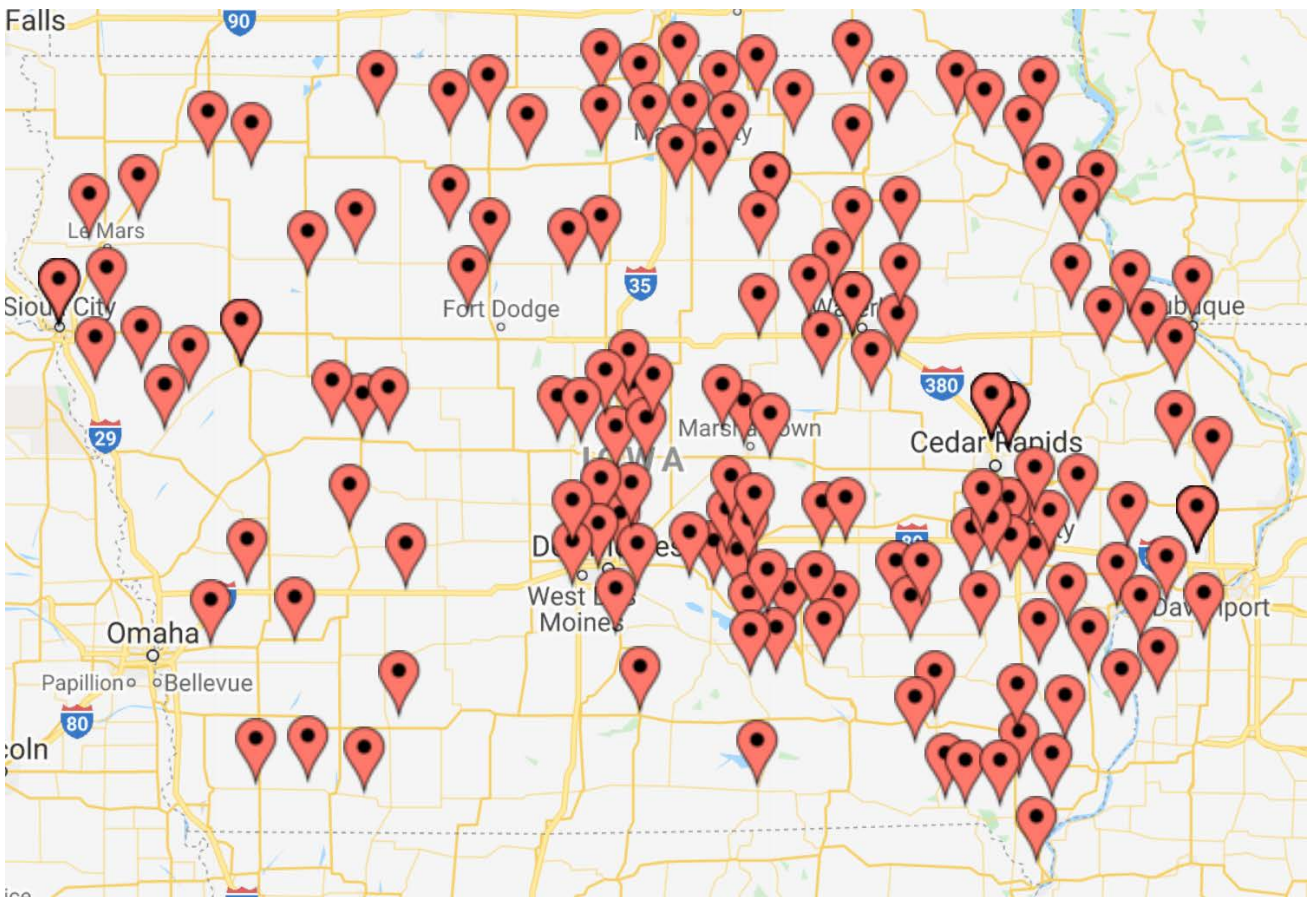 Falls
90
Le Mars
35
Sioux City
Fort Dodge
380
29
Marshalltown
Cedar Rapids
IOWA
80
West Des
Moines
Davenport
Omaha
Papillion
Bellevue
80
coln